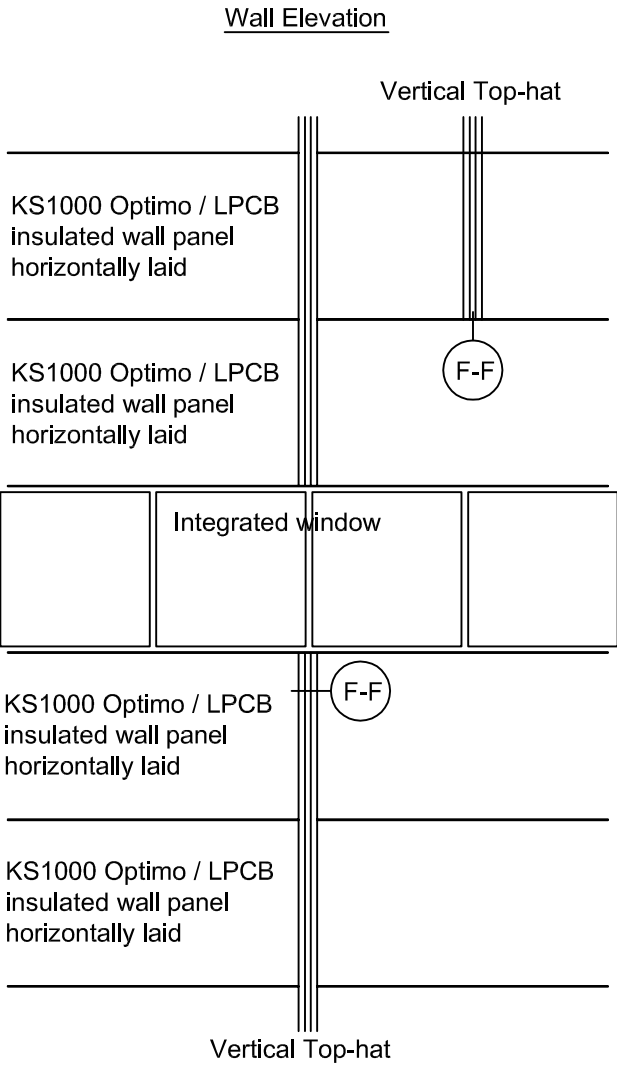 Wall Elevation
Vertical Top-hat
KS1000 Optimo / LPCB
insulated wall panel
horizontally laid
KS1000 Optimo / LPCB
insulated wall panel
horizontally laid
F-F
Integrated window
F-F
KS1000 Optimo / LPCB
insulated wall panel
horizontally laid
KS1000 Optimo / LPCB
insulated wall panel
horizontally laid
Vertical Top-hat